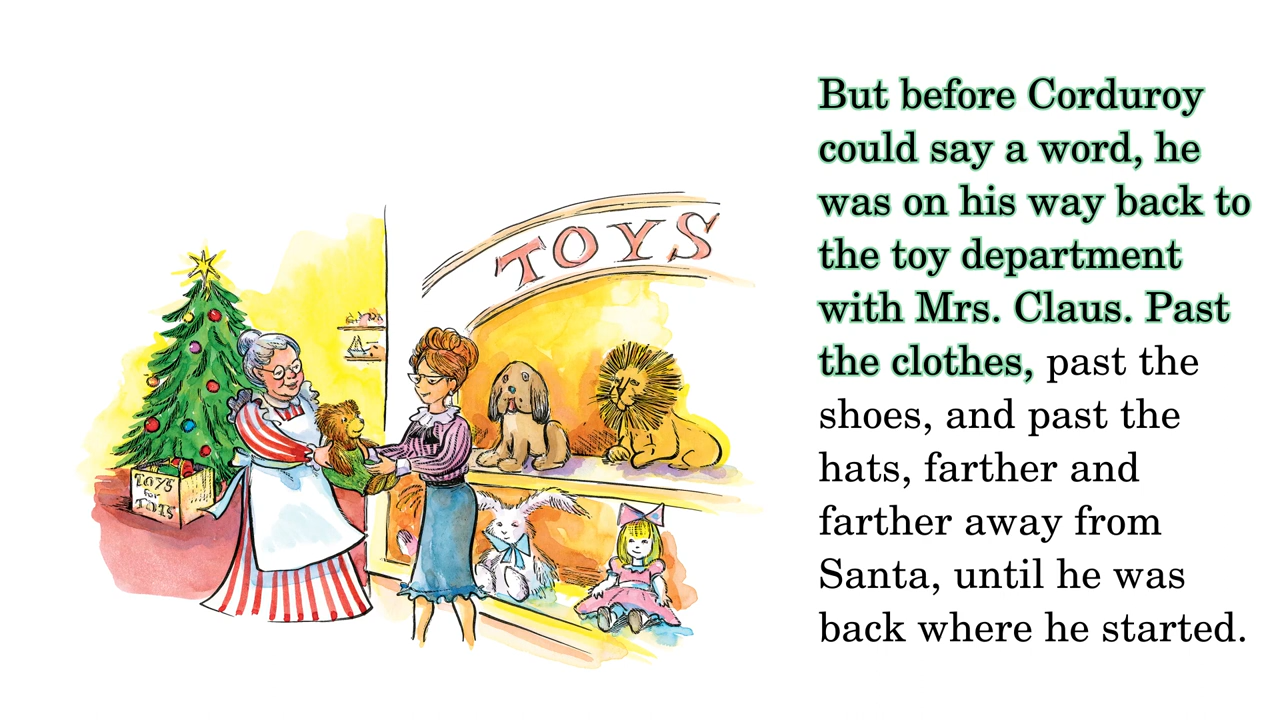 TOYS
TOYS
for
TOTS
But before Corduroy
could say a word, he
was on his way back to
the toy department
with Mrs. Claus. Past
the clothes, past the
shoes, and past the
hats, farther and
farther away from
Santa, until he was
back where he started.